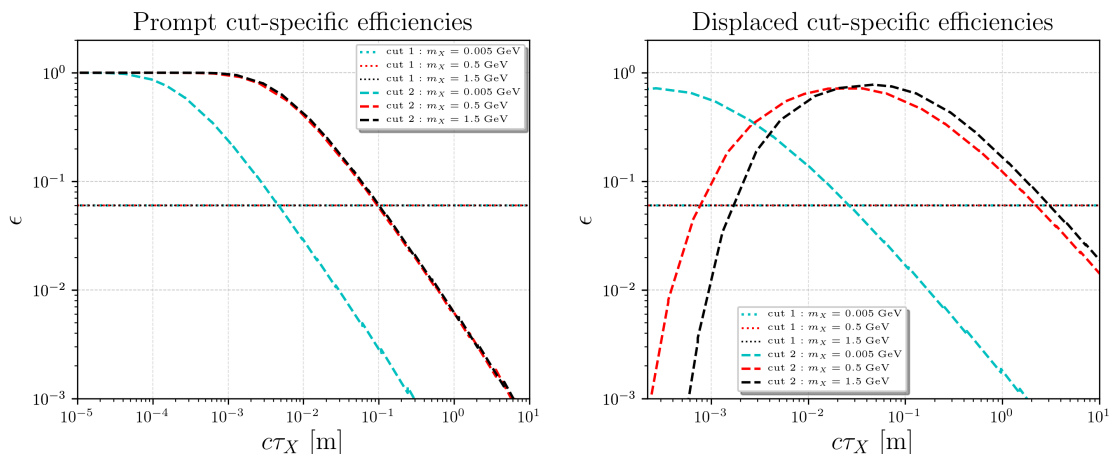 Prompt cut-specific efficiencies
cut 1 : m_X = 0.005 GeV
cut 1 : m_X = 0.5 GeV
cut 1 : m_X = 1.5 GeV
cut 2 : m_X = 0.005 GeV
cut 2 : m_X = 0.5 GeV
cut 2 : m_X = 1.5 GeV
10^0
10^-1
10^-2
10^-3
ϵ
10^-5 10^-4 10^-3 10^-2 10^-1 10^0 10^1
cτ_X [m]
Displaced cut-specific efficiencies
10^0
10^-1
10^-2
10^-3
ϵ
cut 1 : m_X = 0.005 GeV
cut 1 : m_X = 0.5 GeV
cut 1 : m_X = 1.5 GeV
cut 2 : m_X = 0.005 GeV
cut 2 : m_X = 0.5 GeV
cut 2 : m_X = 1.5 GeV
10^-3 10^-2 10^-1 10^0 10^1
cτ_X [m]